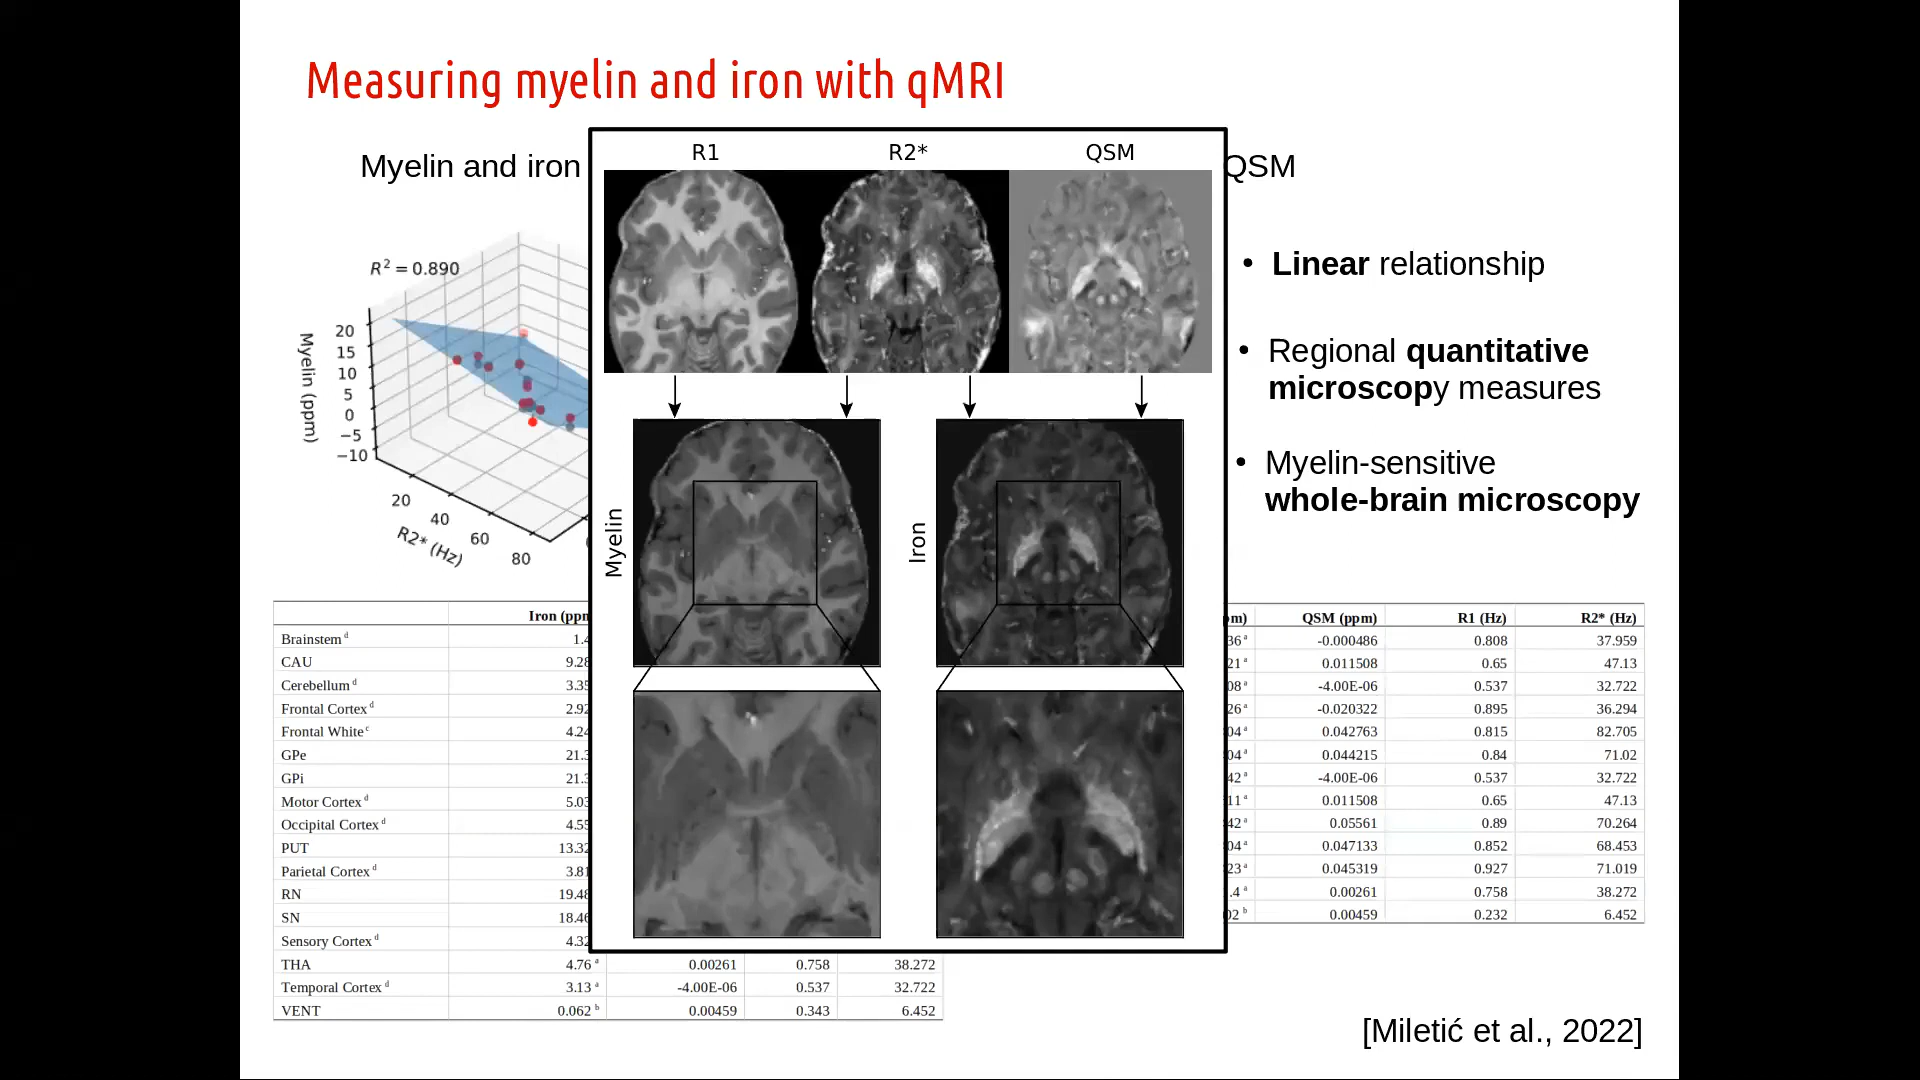 Measuring myelin and iron with qMRI
Myelin and iron
QSM
R1 R2* QSM
R² = 0.890
Myelin (ppm)
20
15
10
5
0
−5
−10
20
40
60
80
R2* (Hz)
• Linear relationship
• Regional quantitative
microscopy measures
• Myelin-sensitive
whole-brain microscopy
Myelin
Iron
Iron
Brainstem d
CAU
Cerebellum d
Frontal Cortex d
Frontal White c
GPe
GPi
Motor Cortex d
Occipital Cortex d
PUT
Parietal Cortex d
RN
SN
Sensory Cortex d
THA 4.76 a 0.00261 0.758 38.272
Temporal Cortex d 3.13 a -4.00E-06 0.537 32.722
VENT 0.062 b 0.00459 0.343 6.452
QSM (ppm) R1 (Hz) R2* (Hz)
-0.000486 0.808 37.959
0.011508 0.65 47.13
-4.00E-06 0.537 32.722
-0.020322 0.895 36.294
0.042763 0.815 82.705
0.044215 0.84 71.02
-4.00E-06 0.537 32.722
0.011508 0.65 47.13
0.05561 0.89 70.264
0.047133 0.852 68.453
0.045319 0.927 71.019
0.00261 0.758 38.272
0.00459 0.232 6.452
[Miletić et al., 2022]